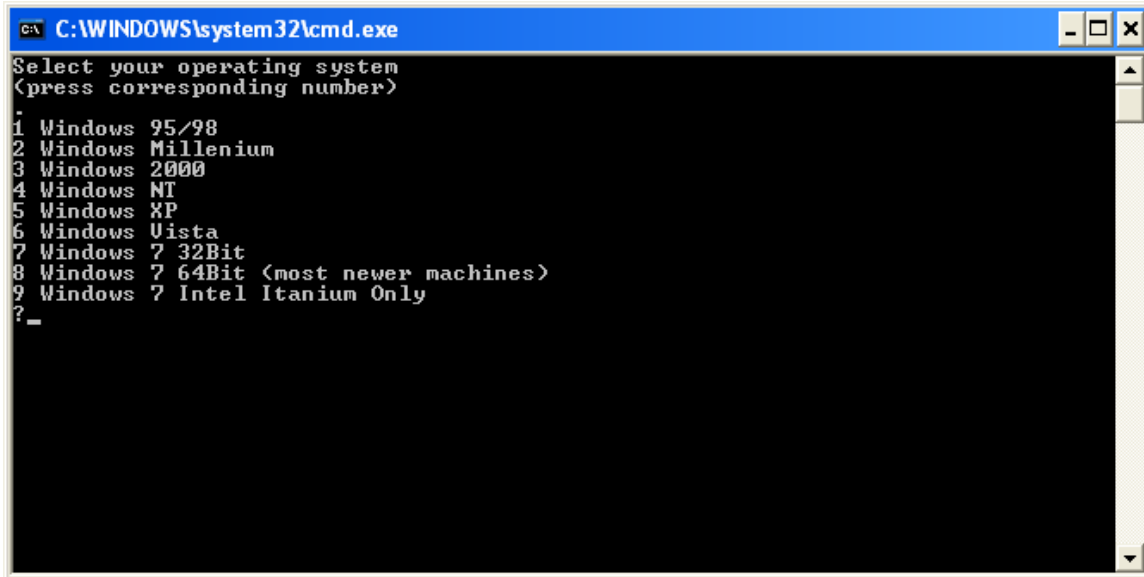 C:\WINDOWS\system32\cmd.exe
Select your operating system
(press corresponding number)
.
1 Windows 95/98
2 Windows Millenium
3 Windows 2000
4 Windows NT
5 Windows XP
6 Windows Vista
7 Windows 7 32Bit
8 Windows 7 64Bit (most newer machines)
9 Windows 7 Intel Itanium Only
?_